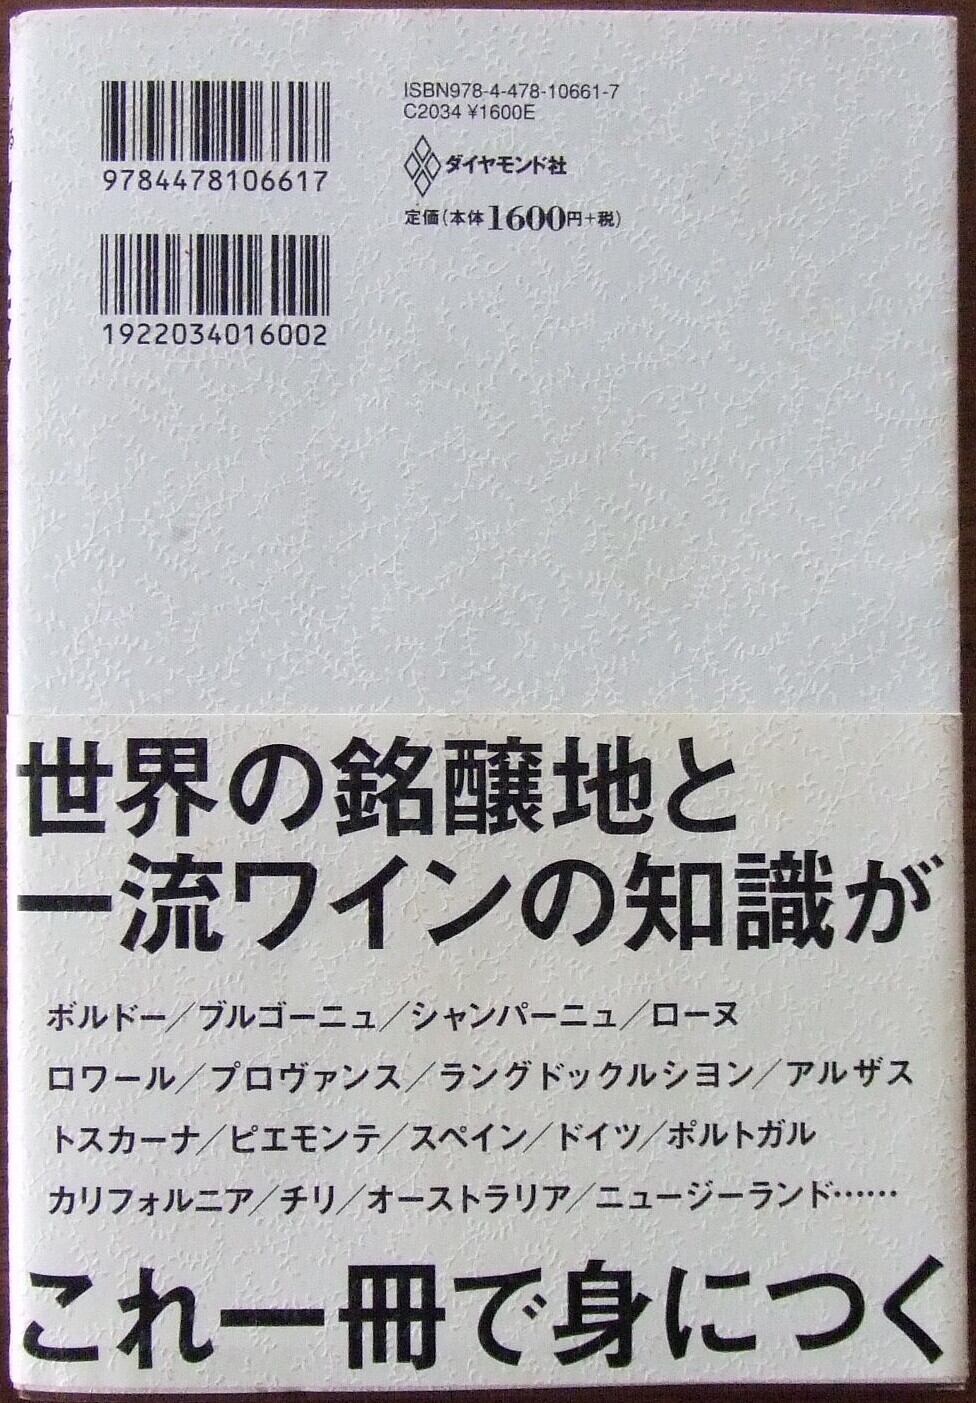 ISBN978-4-478-10661-7
C2034 ¥1600E
9784478106617
ダイヤモンド社
定価(本体1600円+税)
1922034016002
世界の銘醸地と
一流ワインの知識が
ボルドー/ブルゴーニュ/シャンパーニュ/ローヌ
ロワール/プロヴァンス/ラングドックルシヨン/アルザス
トスカーナ/ピエモンテ/スペイン/ドイツ/ポルトガル
カリフォルニア/チリ/オーストラリア/ニュージーランド……
これ一冊で身につく